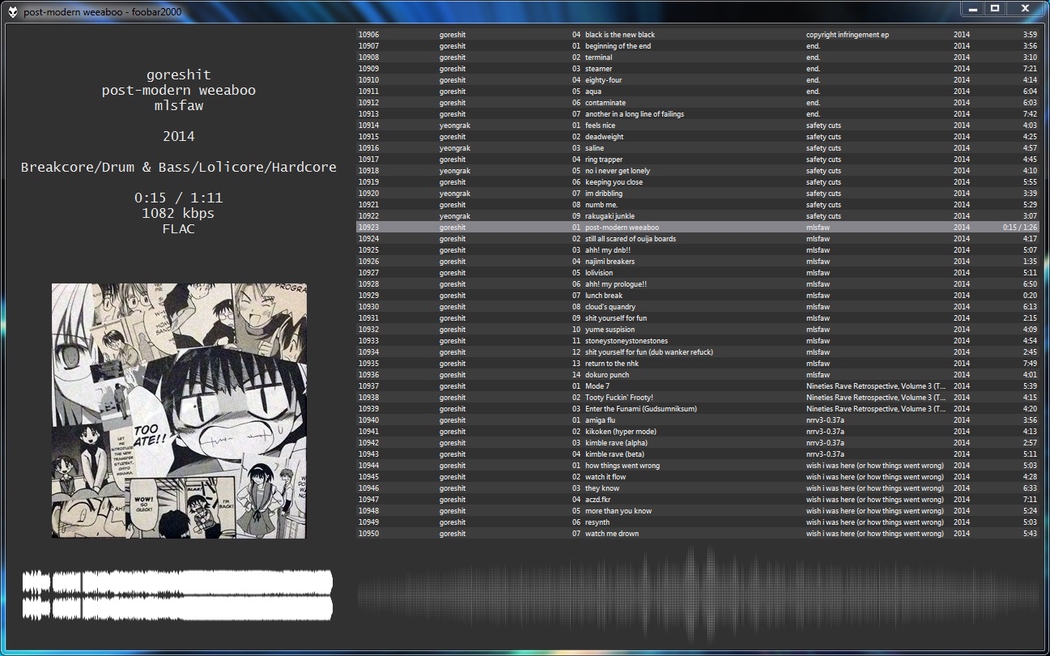 post-modern weeaboo - foobar2000
goreshit
post-modern weeaboo
mlsfaw
2014
Breakcore/Drum & Bass/Lolicore/Hardcore
0:15 / 1:11
1082 kbps
FLAC
TOO
ATE!!
LET
ME
INTRODUCE
THE NEW
TRANSFER
STUDENT,
WOW!
SO
QUICK!
I'M
BACK!
10906 goreshit 04 black is the new black copyright infringement ep 2014 3:59
10907 goreshit 01 beginning of the end end. 2014 3:56
10908 goreshit 02 terminal end. 2014 3:10
10909 goreshit 03 steamer end. 2014 7:21
10910 goreshit 04 eighty-four end. 2014 4:14
10911 goreshit 05 aqua end. 2014 6:04
10912 goreshit 06 contaminate end. 2014 6:03
10913 goreshit 07 another in a long line of failings end. 2014 7:42
10914 yeongrak 01 feels nice safety cuts 2014 4:03
10915 goreshit 02 deadweight safety cuts 2014 4:25
10916 yeongrak 03 saline safety cuts 2014 4:57
10917 goreshit 04 ring trapper safety cuts 2014 4:45
10918 yeongrak 05 no i never get lonely safety cuts 2014 4:10
10919 goreshit 06 keeping you close safety cuts 2014 5:55
10920 yeongrak 07 im dribbling safety cuts 2014 3:39
10921 goreshit 08 numb me. safety cuts 2014 5:29
10922 yeongrak 09 rakugaki junkie safety cuts 2014 3:07
10923 goreshit 01 post-modern weeaboo mlsfaw 2014 0:15 / 1:26
10924 goreshit 02 still all scared of ouija boards mlsfaw 2014 4:17
10925 goreshit 03 ahh! my dnb!! mlsfaw 2014 5:07
10926 goreshit 04 najimi breakers mlsfaw 2014 1:35
10927 goreshit 05 lolivision mlsfaw 2014 5:11
10928 goreshit 06 ahh! my prologue!! mlsfaw 2014 6:50
10929 goreshit 07 lunch break mlsfaw 2014 0:20
10930 goreshit 08 cloud's quandry mlsfaw 2014 6:13
10931 goreshit 09 shit yourself for fun mlsfaw 2014 2:15
10932 goreshit 10 yume suspision mlsfaw 2014 4:09
10933 goreshit 11 stoneystoneystonestones mlsfaw 2014 4:54
10934 goreshit 12 shit yourself for fun (dub wanker refuck) mlsfaw 2014 2:45
10935 goreshit 13 return to the nhk mlsfaw 2014 7:49
10936 goreshit 14 dokuro punch mlsfaw 2014 4:01
10937 goreshit 01 Mode 7 Nineties Rave Retrospective, Volume 3 (T... 2014 5:39
10938 goreshit 02 Tooty Fuckin' Frooty! Nineties Rave Retrospective, Volume 3 (T... 2014 4:15
10939 goreshit 03 Enter the Funami (Gudsumniksum) Nineties Rave Retrospective, Volume 3 (T... 2014 4:20
10940 goreshit 01 amiga flu nrrv3-0.37a 2014 3:56
10941 goreshit 02 kikoken (hyper mode) nrrv3-0.37a 2014 4:13
10942 goreshit 03 kimble rave (alpha) nrrv3-0.37a 2014 2:57
10943 goreshit 04 kimble rave (beta) nrrv3-0.37a 2014 5:11
10944 goreshit 01 how things went wrong wish i was here (or how things went wrong) 2014 5:03
10945 goreshit 02 watch it flow wish i was here (or how things went wrong) 2014 4:28
10946 goreshit 03 they know wish i was here (or how things went wrong) 2014 6:33
10947 goreshit 04 aczd.fkr wish i was here (or how things went wrong) 2014 7:11
10948 goreshit 05 more than you know wish i was here (or how things went wrong) 2014 5:24
10949 goreshit 06 resynth wish i was here (or how things went wrong) 2014 5:03
10950 goreshit 07 watch me drown wish i was here (or how things went wrong) 2014 5:43